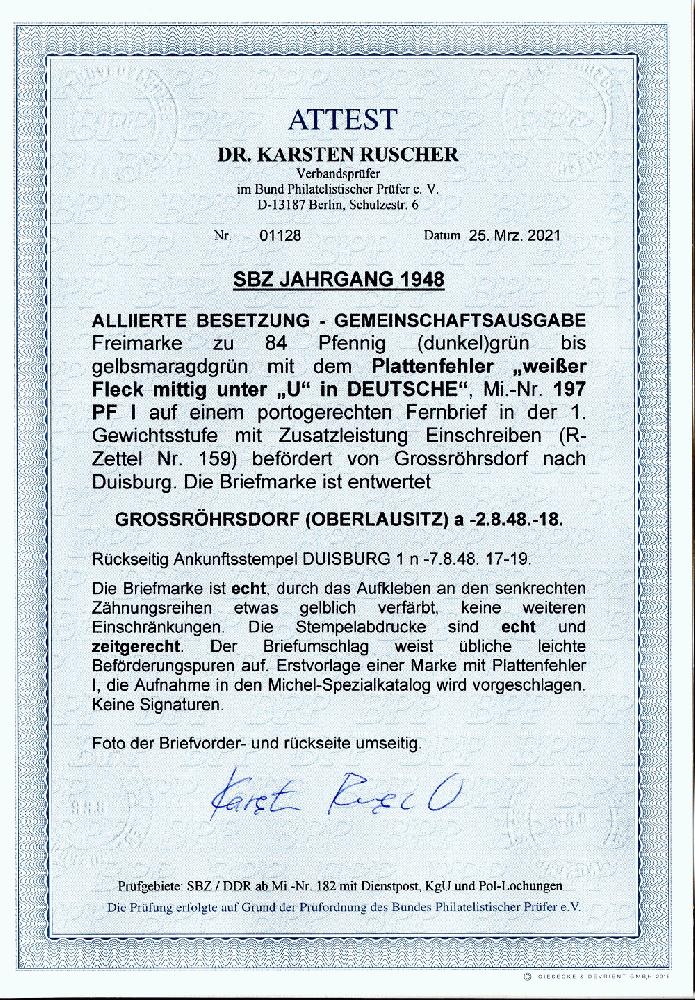 ATTEST
DR. KARSTEN RUSCHER
Verbandsprüfer
im Bund Philatelistischer Prüfer e. V.
D-13187 Berlin, Schulzestr. 6
Nr. 01128 Datum 25. Mrz. 2021
SBZ JAHRGANG 1948
ALLIIERTE BESETZUNG - GEMEINSCHAFTSAUSGABE
Freimarke zu 84 Pfennig (dunkel)grün bis
gelbsmaragdgrün mit dem Plattenfehler „weißer
Fleck mittig unter „U“ in DEUTSCHE“, Mi.-Nr. 197
PF I auf einem portogerechten Fernbrief in der 1.
Gewichtsstufe mit Zusatzleistung Einschreiben (R-
Zettel Nr. 159) befördert von Grossröhrsdorf nach
Duisburg. Die Briefmarke ist entwertet
GROSSRÖHRSDORF (OBERLAUSITZ) a -2.8.48.-18.
Rückseitig Ankunftsstempel DUISBURG 1 n -7.8.48. 17-19.
Die Briefmarke ist echt, durch das Aufkleben an den senkrechten
Zähnungsreihen etwas gelblich verfärbt, keine weiteren
Einschränkungen. Die Stempelabdrucke sind echt und
zeitgerecht. Der Briefumschlag weist übliche leichte
Beförderungspuren auf. Erstvorlage einer Marke mit Plattenfehler
I, die Aufnahme in den Michel-Spezialkatalog wird vorgeschlagen.
Keine Signaturen.
Foto der Briefvorder- und rückseite umseitig.
Prüfgebiete: SBZ / DDR ab Mi.-Nr. 182 mit Dienstpost, KgU und Pol-Lochungen
Die Prüfung erfolgte auf Grund der Prüfordnung des Bundes Philatelistischer Prüfer e.V.
GIESECKE & DEVRIENT GMBH